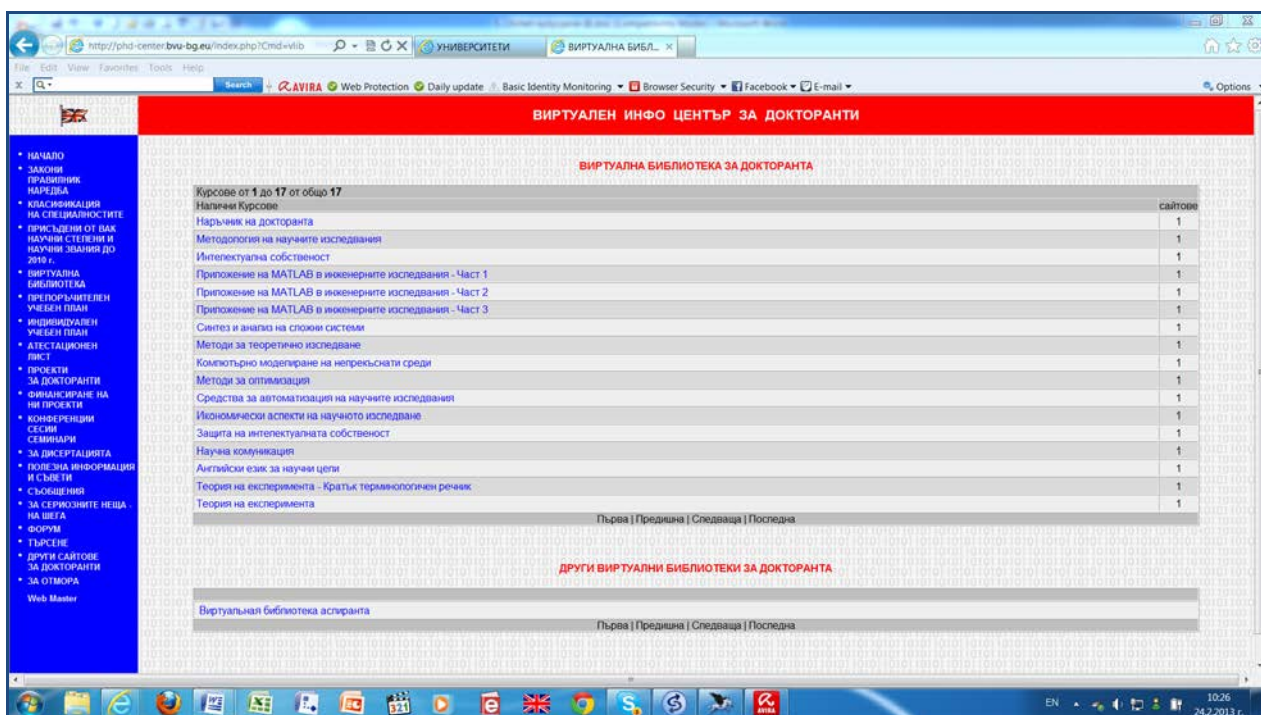 http://phd-center.bvu-bg.eu/index.php?Cmd=vlib
УНИВЕРСИТЕТИ
ВИРТУАЛНА БИБЛ...
File Edit View Favorites Tools Help
Search
AVIRA Web Protection Daily update Basic Identity Monitoring Browser Security Facebook E-mail
Options
ВИРТУАЛЕН ИНФО ЦЕНТЪР ЗА ДОКТОРАНТИ
НАЧАЛО
ЗАКОНИ
ПРАВИЛНИК
НАРЕДБА
КЛАСИФИКАЦИЯ
НА СПЕЦИАЛНОСТИТЕ
ПРИСЪДЕНИ ОТ ВАК
НАУЧНИ СТЕПЕНИ И
НАУЧНИ ЗВАНИЯ ДО
2010 г.
ВИРТУАЛНА
БИБЛИОТЕКА
ПРЕПОРЪЧИТЕЛЕН
УЧЕБЕН ПЛАН
ИНДИВИДУАЛЕН
УЧЕБЕН ПЛАН
АТЕСТАЦИОНЕН
ЛИСТ
ПРОЕКТИ
ЗА ДОКТОРАНТИ
ФИНАНСИРАНЕ НА
НИ ПРОЕКТИ
КОНФЕРЕНЦИИ
СЕСИИ
СЕМИНАРИ
ЗА ДИСЕРТАЦИЯТА
ПОЛЕЗНА ИНФОРМАЦИЯ
И СЪВЕТИ
СЪОБЩЕНИЯ
ЗА СЕРИОЗНИТЕ НЕЩА -
НА ШЕГА
ФОРУМ
ТЪРСЕНЕ
ДРУГИ САЙТОВЕ
ЗА ДОКТОРАНТИ
ЗА ОТМОРА
Web Master
ВИРТУАЛНА БИБЛИОТЕКА ЗА ДОКТОРАНТА
Курсове от 1 до 17 от общо 17
Налични Курсове сайтове
Наръчник на докторанта 1
Методология на научните изследвания 1
Интелектуална собственост 1
Приложение на MATLAB в инженерните изследвания - Част 1 1
Приложение на MATLAB в инженерните изследвания - Част 2 1
Приложение на MATLAB в инженерните изследвания - Част 3 1
Синтез и анализ на сложни системи 1
Методи за теоретично изследване 1
Компютърно моделиране на непрекъснати среди 1
Методи за оптимизация 1
Средства за автоматизация на научните изследвания 1
Икономически аспекти на научното изследване 1
Защита на интелектуалната собственост 1
Научна комуникация 1
Английски език за научни цели 1
Теория на експеримента - Кратък терминологичен речник 1
Теория на експеримента 1
Първа | Предишна | Следваща | Последна
ДРУГИ ВИРТУАЛНИ БИБЛИОТЕКИ ЗА ДОКТОРАНТА
Виртуальная библиотека аспиранта
Първа | Предишна | Следваща | Последна
EN
10:26
24.2.2013 г.